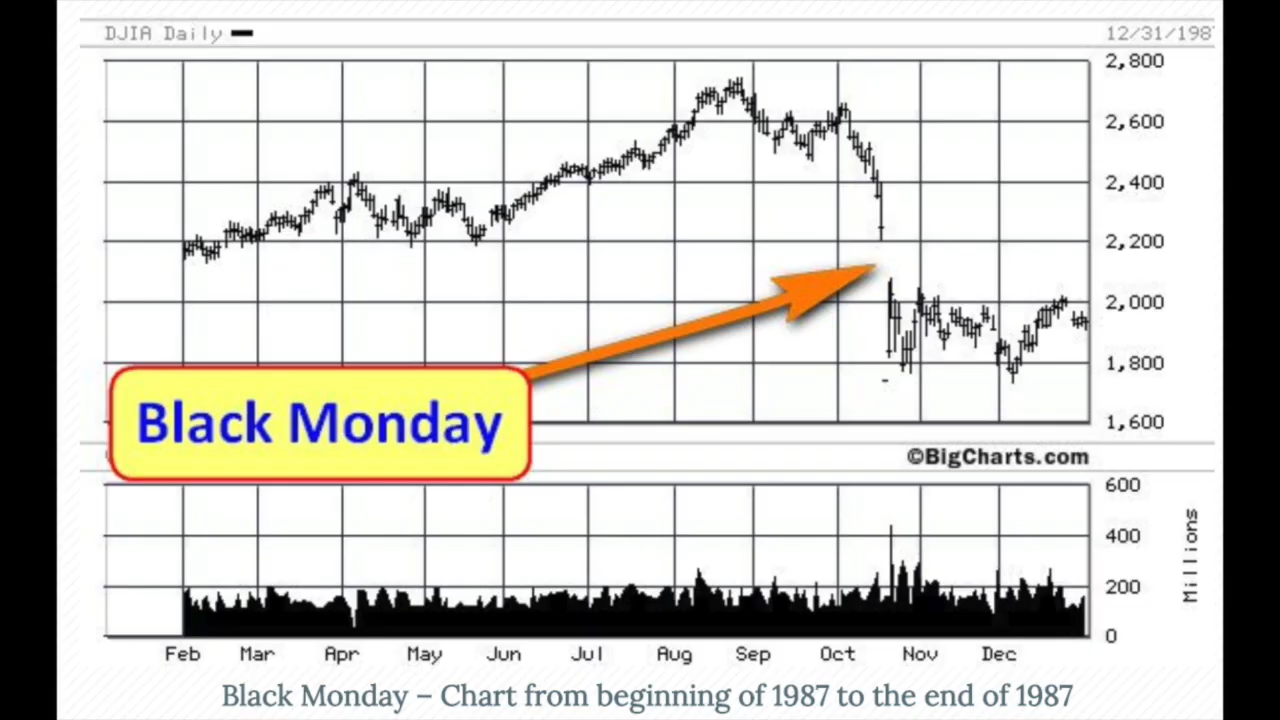 DJIA Daily
12/31/198
2,800
2,600
2,400
2,200
2,000
1,800
1,600
Black Monday
©BigCharts.com
600
400
200
0
Millions
Feb Mar Apr May Jun Jul Aug Sep Oct Nov Dec
Black Monday – Chart from beginning of 1987 to the end of 1987